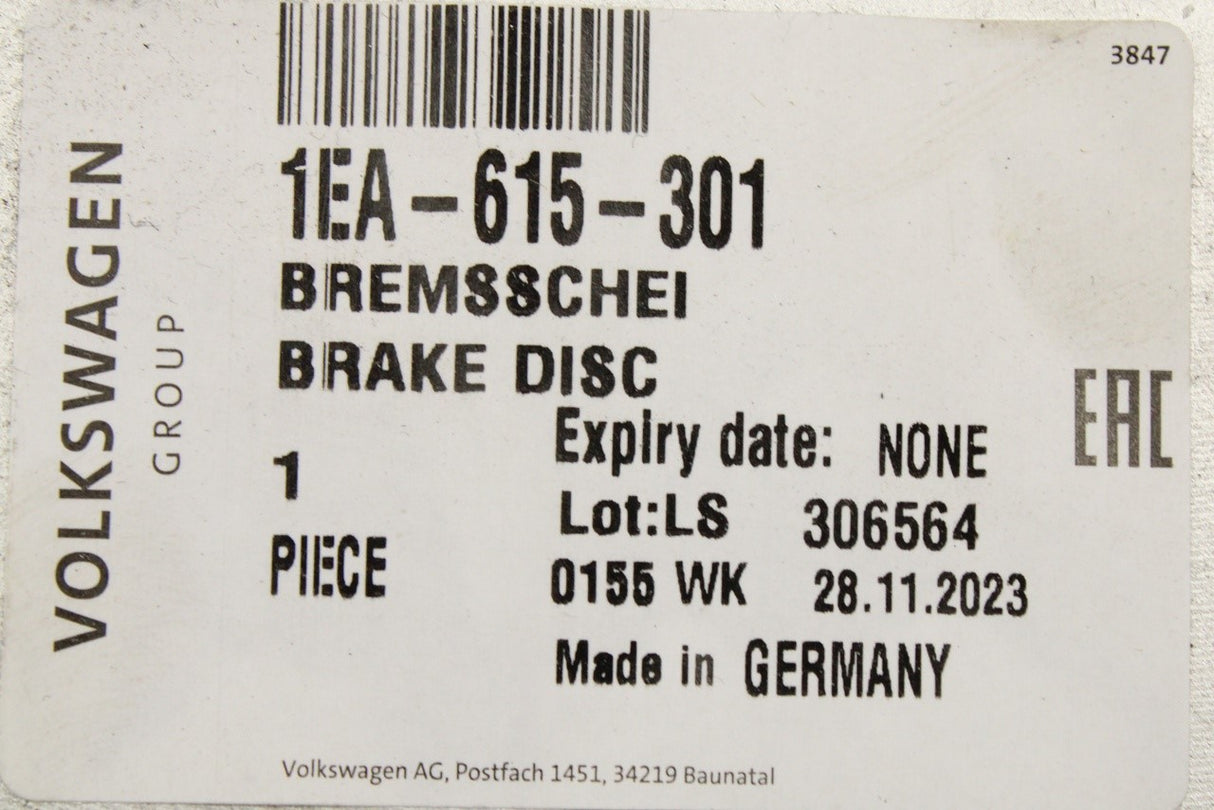 3847
VOLKSWAGEN
GROUP
1EA-615-301
BREMSSCHEI
BRAKE DISC
Expiry date: NONE
EAC
1
Lot:LS 306564
PIECE
0155 WK 28.11.2023
Made in GERMANY
Volkswagen AG, Postfach 1451, 34219 Baunatal